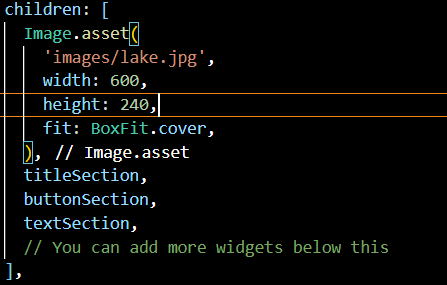 children: [
Image.asset(
'images/lake.jpg',
width: 600,
height: 240,
fit: BoxFit.cover,
), // Image.asset
titleSection,
buttonSection,
textSection,
// You can add more widgets below this
],